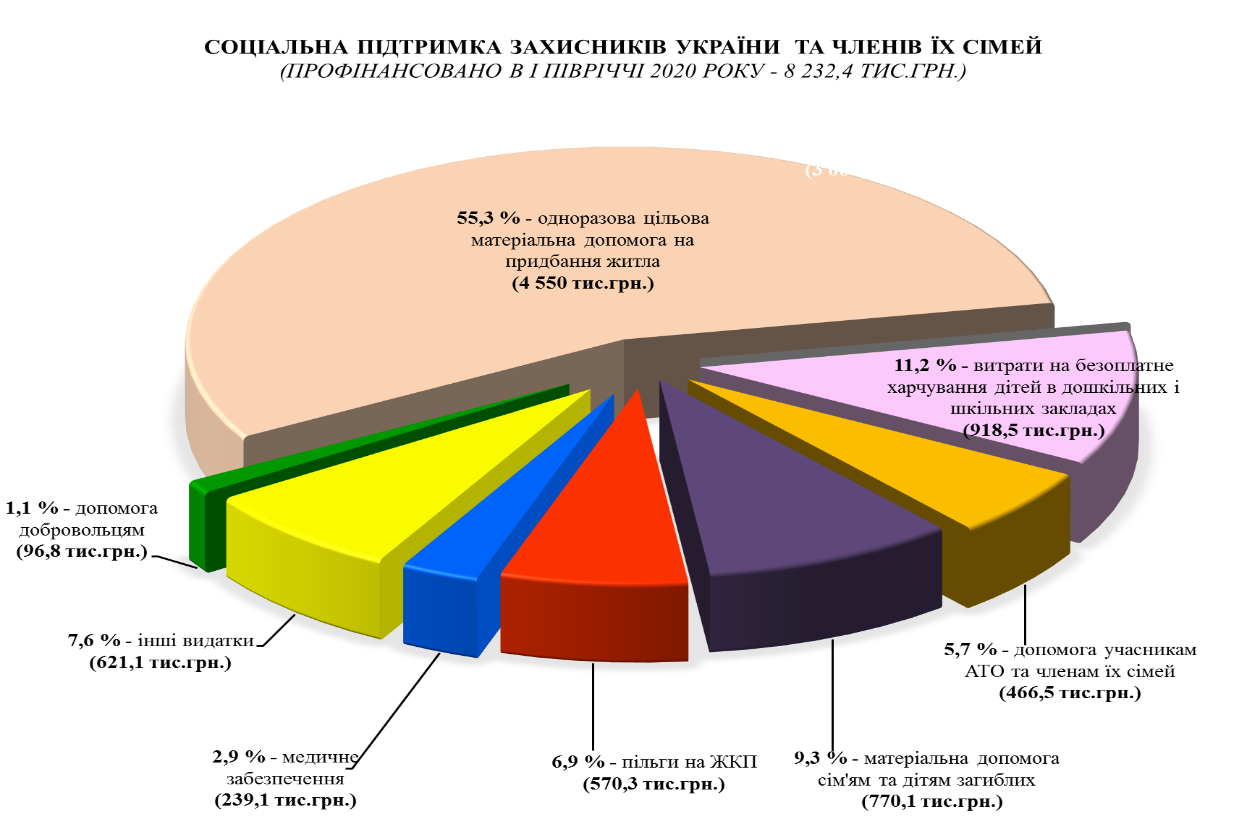 СОЦІАЛЬНА ПІДТРИМКА ЗАХИСНИКІВ УКРАЇНИ ТА ЧЛЕНІВ ЇХ СІМЕЙ
(ПРОФІНАНСОВАНО В І ПІВРІЧЧІ 2020 РОКУ - 8 232,4 ТИС.ГРН.)
55,3 % - одноразова цільова
матеріальна допомога на
придбання житла
(4 550 тис.грн.)
11,2 % - витрати на безоплатне
харчування дітей в дошкільних і
шкільних закладах
(918,5 тис.грн.)
1,1 % - допомога
добровольцям
(96,8 тис.грн.)
7,6 % - інші видатки
(621,1 тис.грн.)
5,7 % - допомога учасникам
АТО та членам їх сімей
(466,5 тис.грн.)
2,9 % - медичне
забезпечення
(239,1 тис.грн.)
6,9 % - пільги на ЖКП
(570,3 тис.грн.)
9,3 % - матеріальна допомога
сім'ям та дітям загиблих
(770,1 тис.грн.)